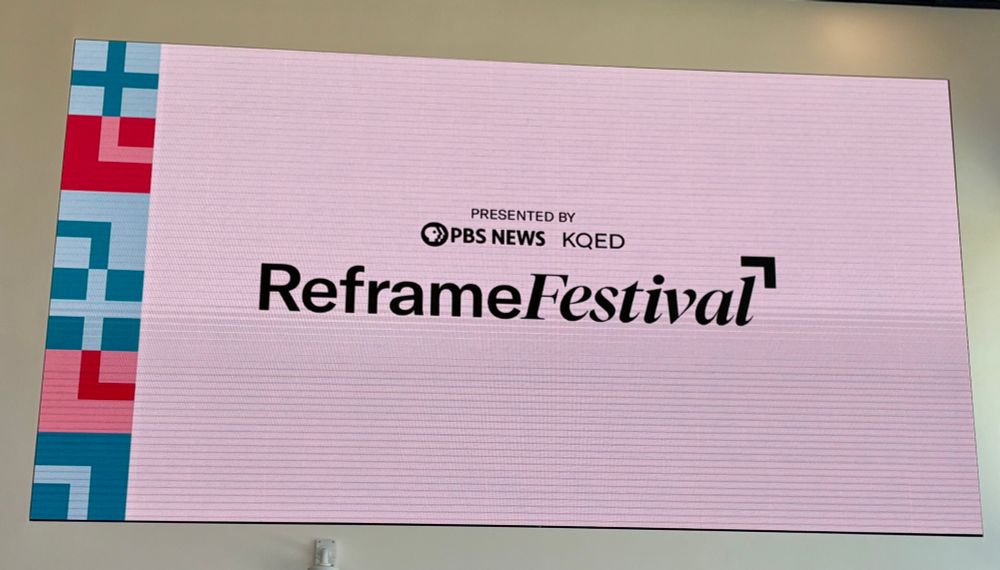 PRESENTED BY
PBS NEWS KQED
ReframeFestival